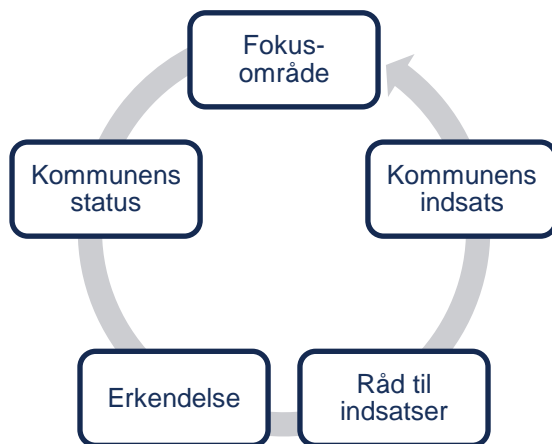 Fokus-
område
Kommunens
status
Kommunens
indsats
Erkendelse
Råd til
indsatser